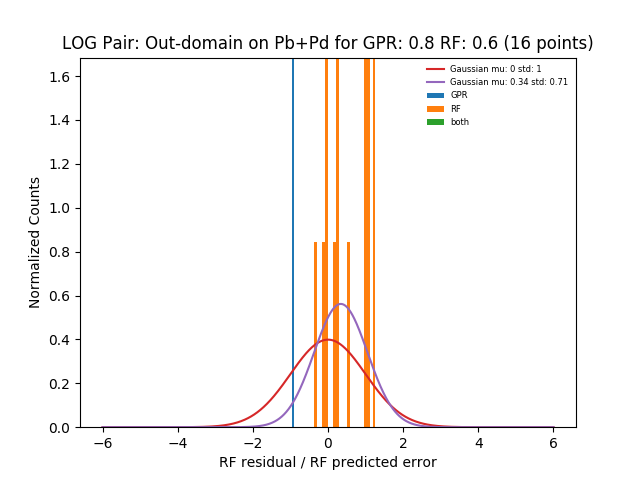 LOG Pair: Out-domain on Pb+Pd for GPR: 0.8 RF: 0.6 (16 points)
Gaussian mu: 0 std: 1
Gaussian mu: 0.34 std: 0.71
GPR
RF
both
1.6
1.4
1.2
1.0
0.8
0.6
0.4
0.2
0.0
Normalized Counts
−6
−4
−2
0
2
4
6
RF residual / RF predicted error